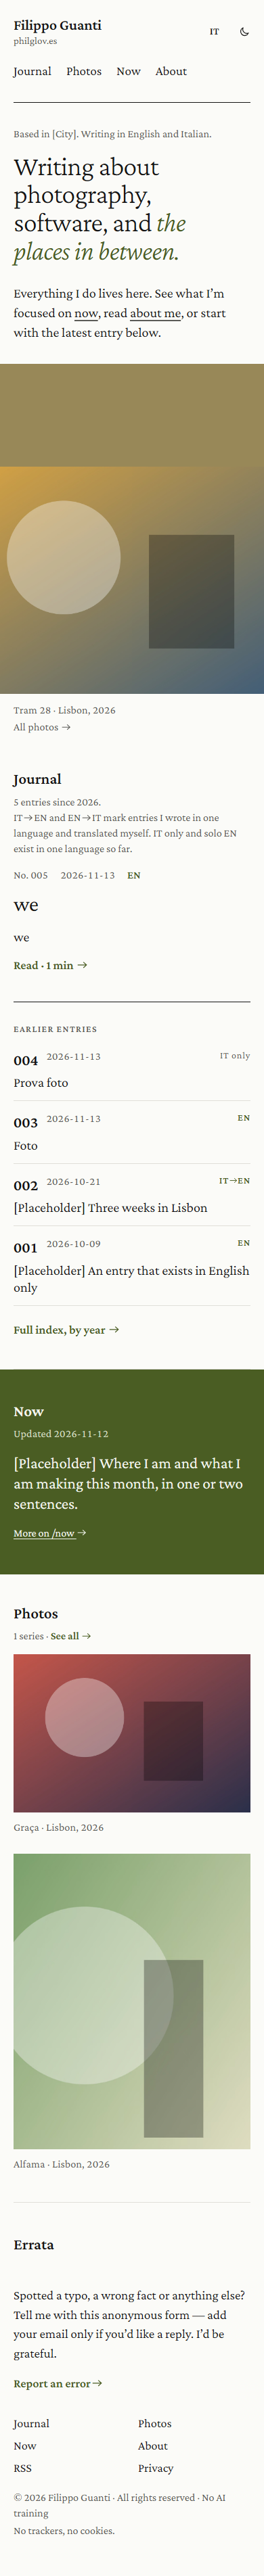 Filippo Guanti
philglov.es
IT
Journal Photos Now About
Based in [City]. Writing in English and Italian.
Writing about
photography,
software, and the
places in between.
Everything I do lives here. See what I’m
focused on now, read about me, or start
with the latest entry below.
Tram 28 · Lisbon, 2026
All photos →
Journal
5 entries since 2026.
IT→EN and EN→IT mark entries I wrote in one
language and translated myself. IT only and solo EN
exist in one language so far.
No. 005 2026-11-13 EN
we
we
Read · 1 min →
EARLIER ENTRIES
004 2026-11-13 IT only
Prova foto
003 2026-11-13 EN
Foto
002 2026-10-21 IT→EN
[Placeholder] Three weeks in Lisbon
001 2026-10-09 EN
[Placeholder] An entry that exists in English
only
Full index, by year →
Now
Updated 2026-11-12
[Placeholder] Where I am and what I
am making this month, in one or two
sentences.
More on /now →
Photos
1 series · See all →
Graça · Lisbon, 2026
Alfama · Lisbon, 2026
Errata
Spotted a typo, a wrong fact or anything else?
Tell me with this anonymous form — add
your email only if you’d like a reply. I’d be
grateful.
Report an error→
Journal Photos
Now About
RSS Privacy
© 2026 Filippo Guanti · All rights reserved · No AI
training
No trackers, no cookies.